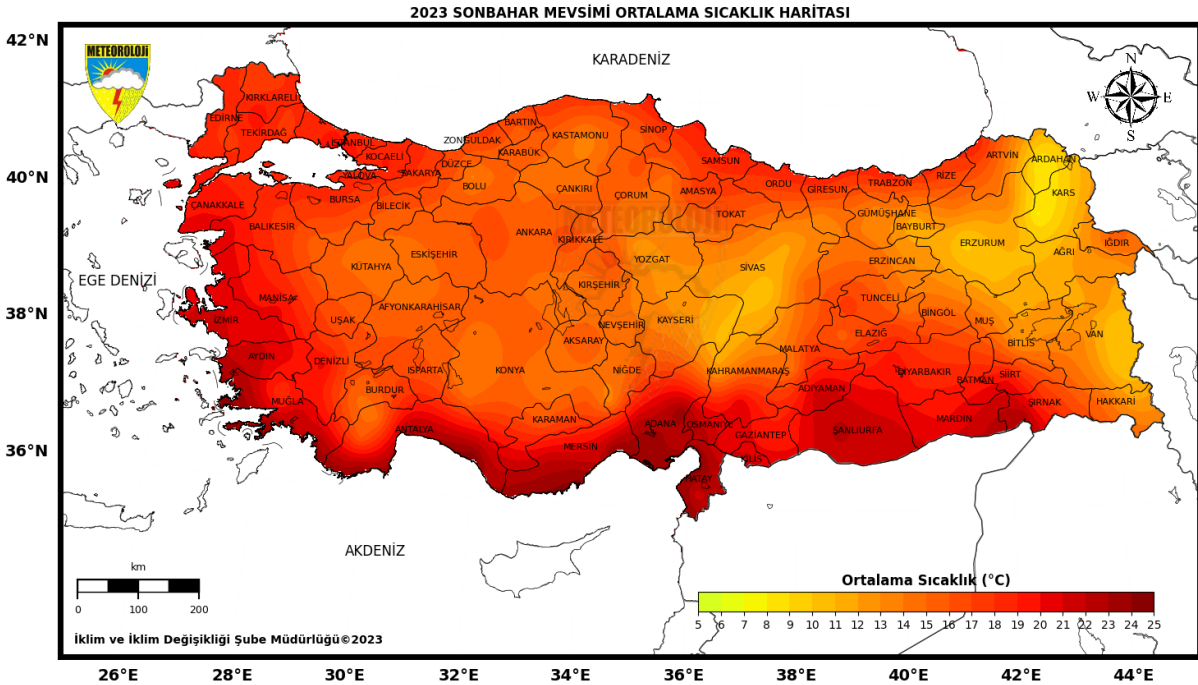 2023 SONBAHAR MEVSİMİ ORTALAMA SICAKLIK HARİTASI
42°N
40°N
38°N
36°N
METEOROLOJİ
KARADENİZ
N
W
E
S
EGE DENİZİ
AKDENİZ
METEOROLOJİ
KIRKLARELİ
EDİRNE
TEKİRDAĞ
İSTANBUL
KOCAELİ
YALOVA
SAKARYA
DÜZCE
ZONGULDAK
BARTIN
KARABÜK
KASTAMONU
SİNOP
SAMSUN
ORDU
GİRESUN
TRABZON
RİZE
ARTVİN
ARDAHAN
KARS
ÇANAKKALE
BALIKESİR
BURSA
BİLECİK
BOLU
ÇANKIRI
ÇORUM
AMASYA
TOKAT
GÜMÜŞHANE
BAYBURT
ERZURUM
AĞRI
IĞDIR
KÜTAHYA
ESKİŞEHİR
ANKARA
KIRIKKALE
YOZGAT
SİVAS
ERZİNCAN
TUNCELİ
BİNGÖL
MUŞ
BİTLİS
VAN
MANİSA
İZMİR
UŞAK
AFYONKARAHİSAR
KIRŞEHİR
NEVŞEHİR
KAYSERİ
AKSARAY
MALATYA
ELAZIĞ
AYDIN
DENİZLİ
ISPARTA
BURDUR
KONYA
NİĞDE
KAHRAMANMARAŞ
ADIYAMAN
DİYARBAKIR
BATMAN
SİİRT
ŞIRNAK
HAKKARİ
MUĞLA
ANTALYA
KARAMAN
MERSİN
ADANA
OSMANİYE
GAZİANTEP
KİLİS
HATAY
ŞANLIURFA
MARDİN
km
0 100 200
İklim ve İklim Değişikliği Şube Müdürlüğü©2023
Ortalama Sıcaklık (°C)
5 6 7 8 9 10 11 12 13 14 15 16 17 18 19 20 21 22 23 24 25
26°E 28°E 30°E 32°E 34°E 36°E 38°E 40°E 42°E 44°E